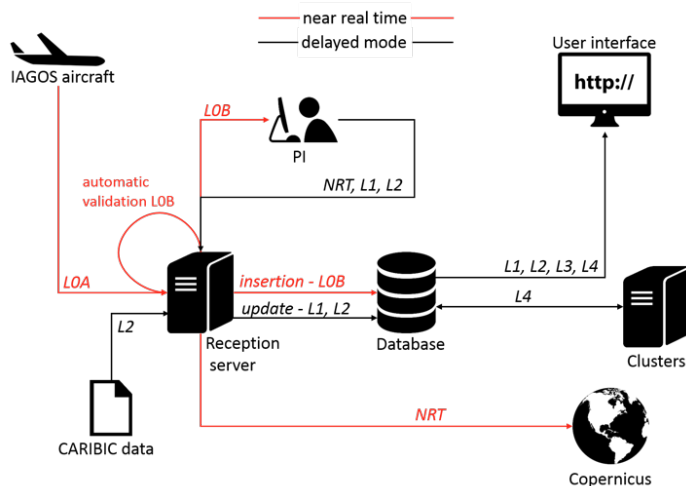 near real time
delayed mode
User interface
http://
IAGOS aircraft
L0B
PI
automatic
validation L0B
NRT, L1, L2
L1, L2, L3, L4
L0A
insertion - L0B
L4
update - L1, L2
L2
Reception
server
Database
Clusters
NRT
CARIBIC data
Copernicus